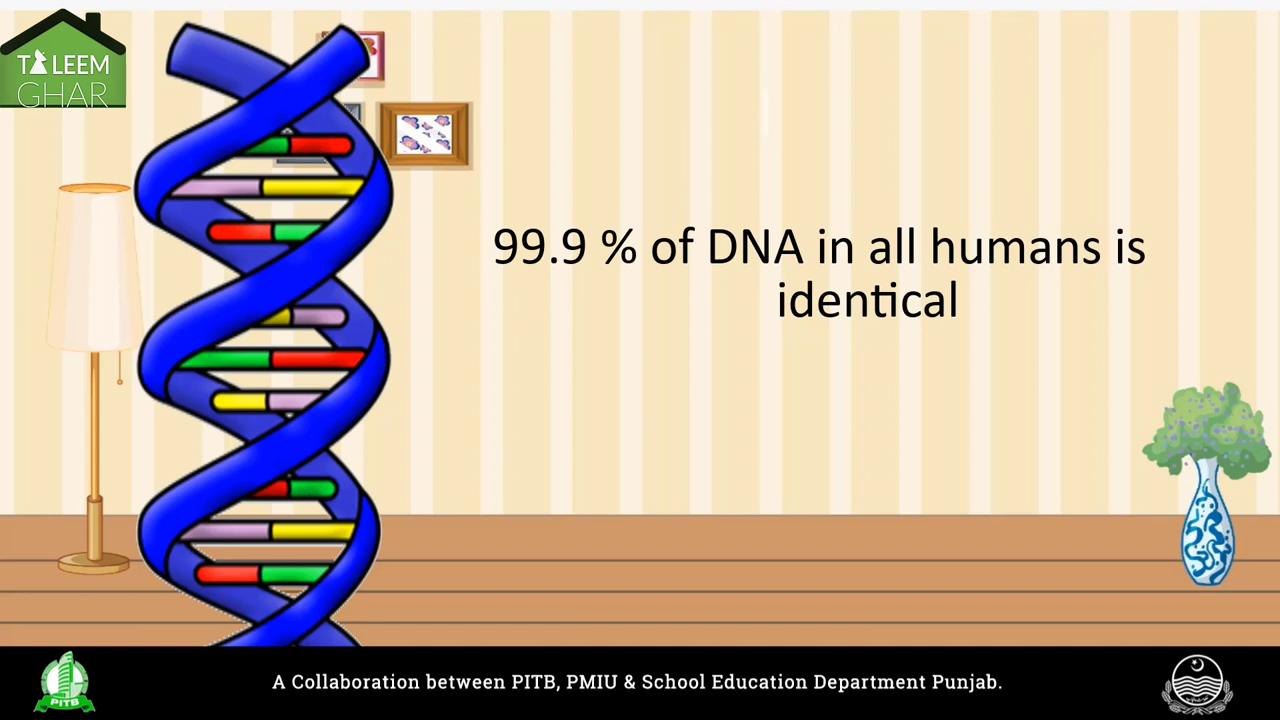 TALEEM
GHAR
99.9 % of DNA in all humans is
identical
A Collaboration between PITB, PMIU & School Education Department Punjab.
PITB